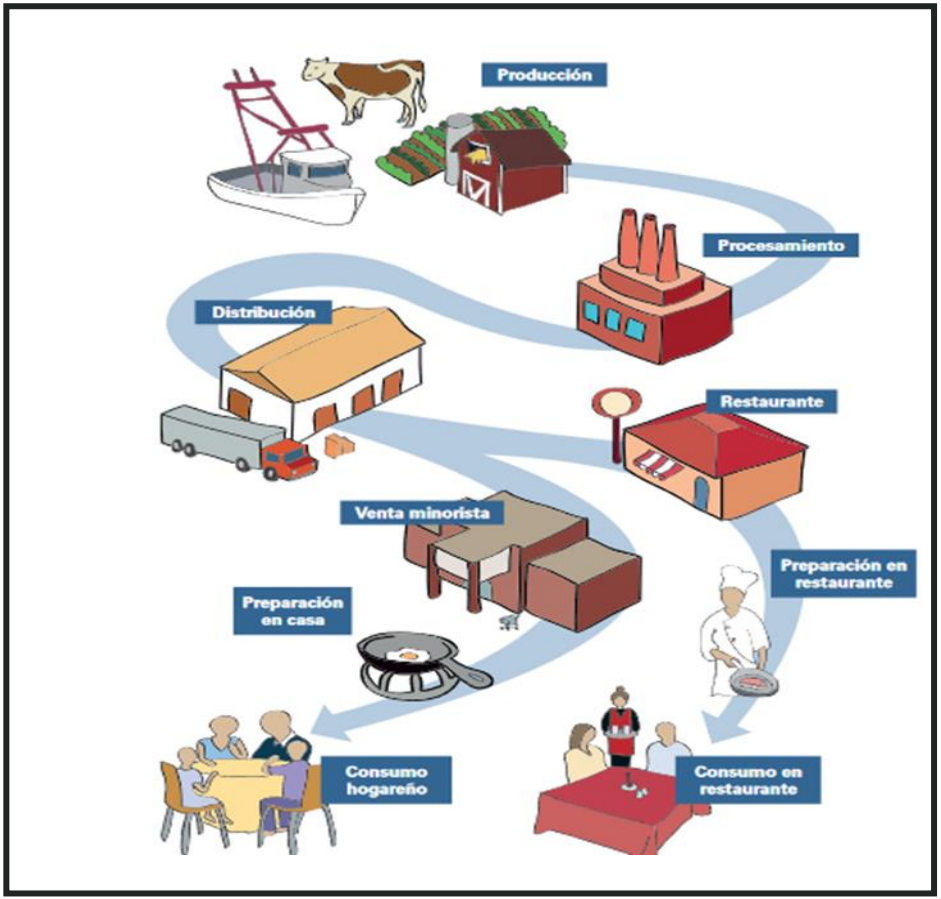 Producción
Procesamiento
Distribución
Restaurante
Venta minorista
Preparación en
restaurante
Preparación
en casa
Consumo
hogareño
Consumo en
restaurante